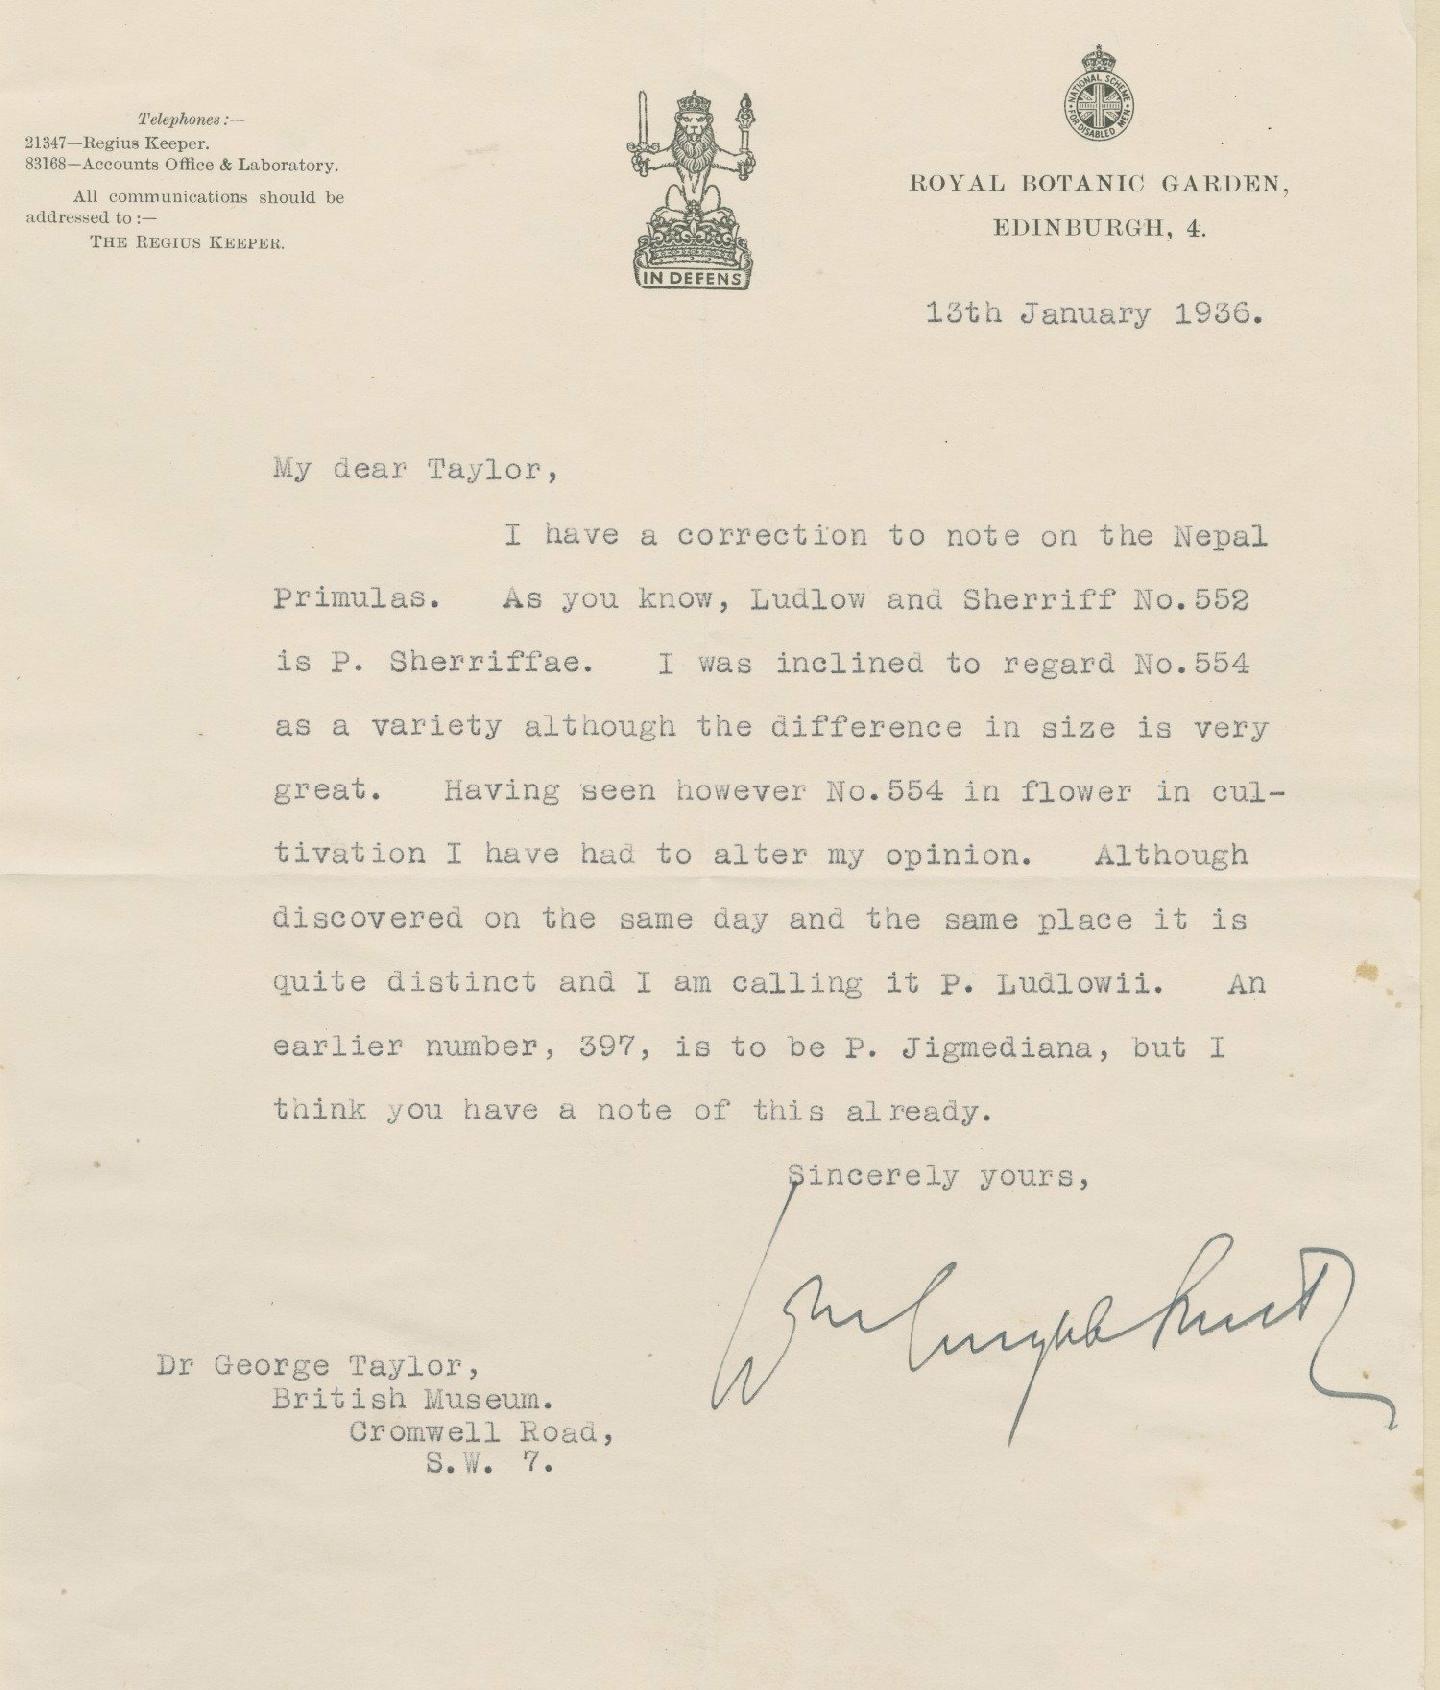 Telephones :—
21347—Regius Keeper.
83168—Accounts Office & Laboratory.
All communications should be
addressed to :—
THE REGIUS KEEPER.
IN DEFENS
NATIONAL SCHEME
FOR DISABLED MEN
ROYAL BOTANIC GARDEN,
EDINBURGH, 4.
13th January 1936.
My dear Taylor,
I have a correction to note on the Nepal
Primulas. As you know, Ludlow and Sherriff No.552
is P. Sherriffae. I was inclined to regard No.554
as a variety although the difference in size is very
great. Having seen however No.554 in flower in cul-
tivation I have had to alter my opinion. Although
discovered on the same day and the same place it is
quite distinct and I am calling it P. Ludlowii. An
earlier number, 397, is to be P. Jigmediana, but I
think you have a note of this already.
Sincerely yours,
Dr George Taylor,
British Museum.
Cromwell Road,
S.W. 7.